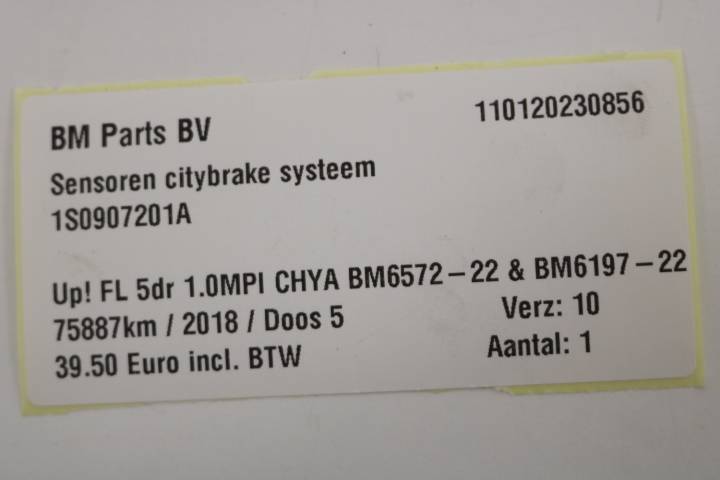 BM Parts BV 110120230856
Sensoren citybrake systeem
1S0907201A
Up! FL 5dr 1.0MPI CHYA BM6572-22 & BM6197-22
75887km / 2018 / Doos 5 Verz: 10
39.50 Euro incl. BTW Aantal: 1